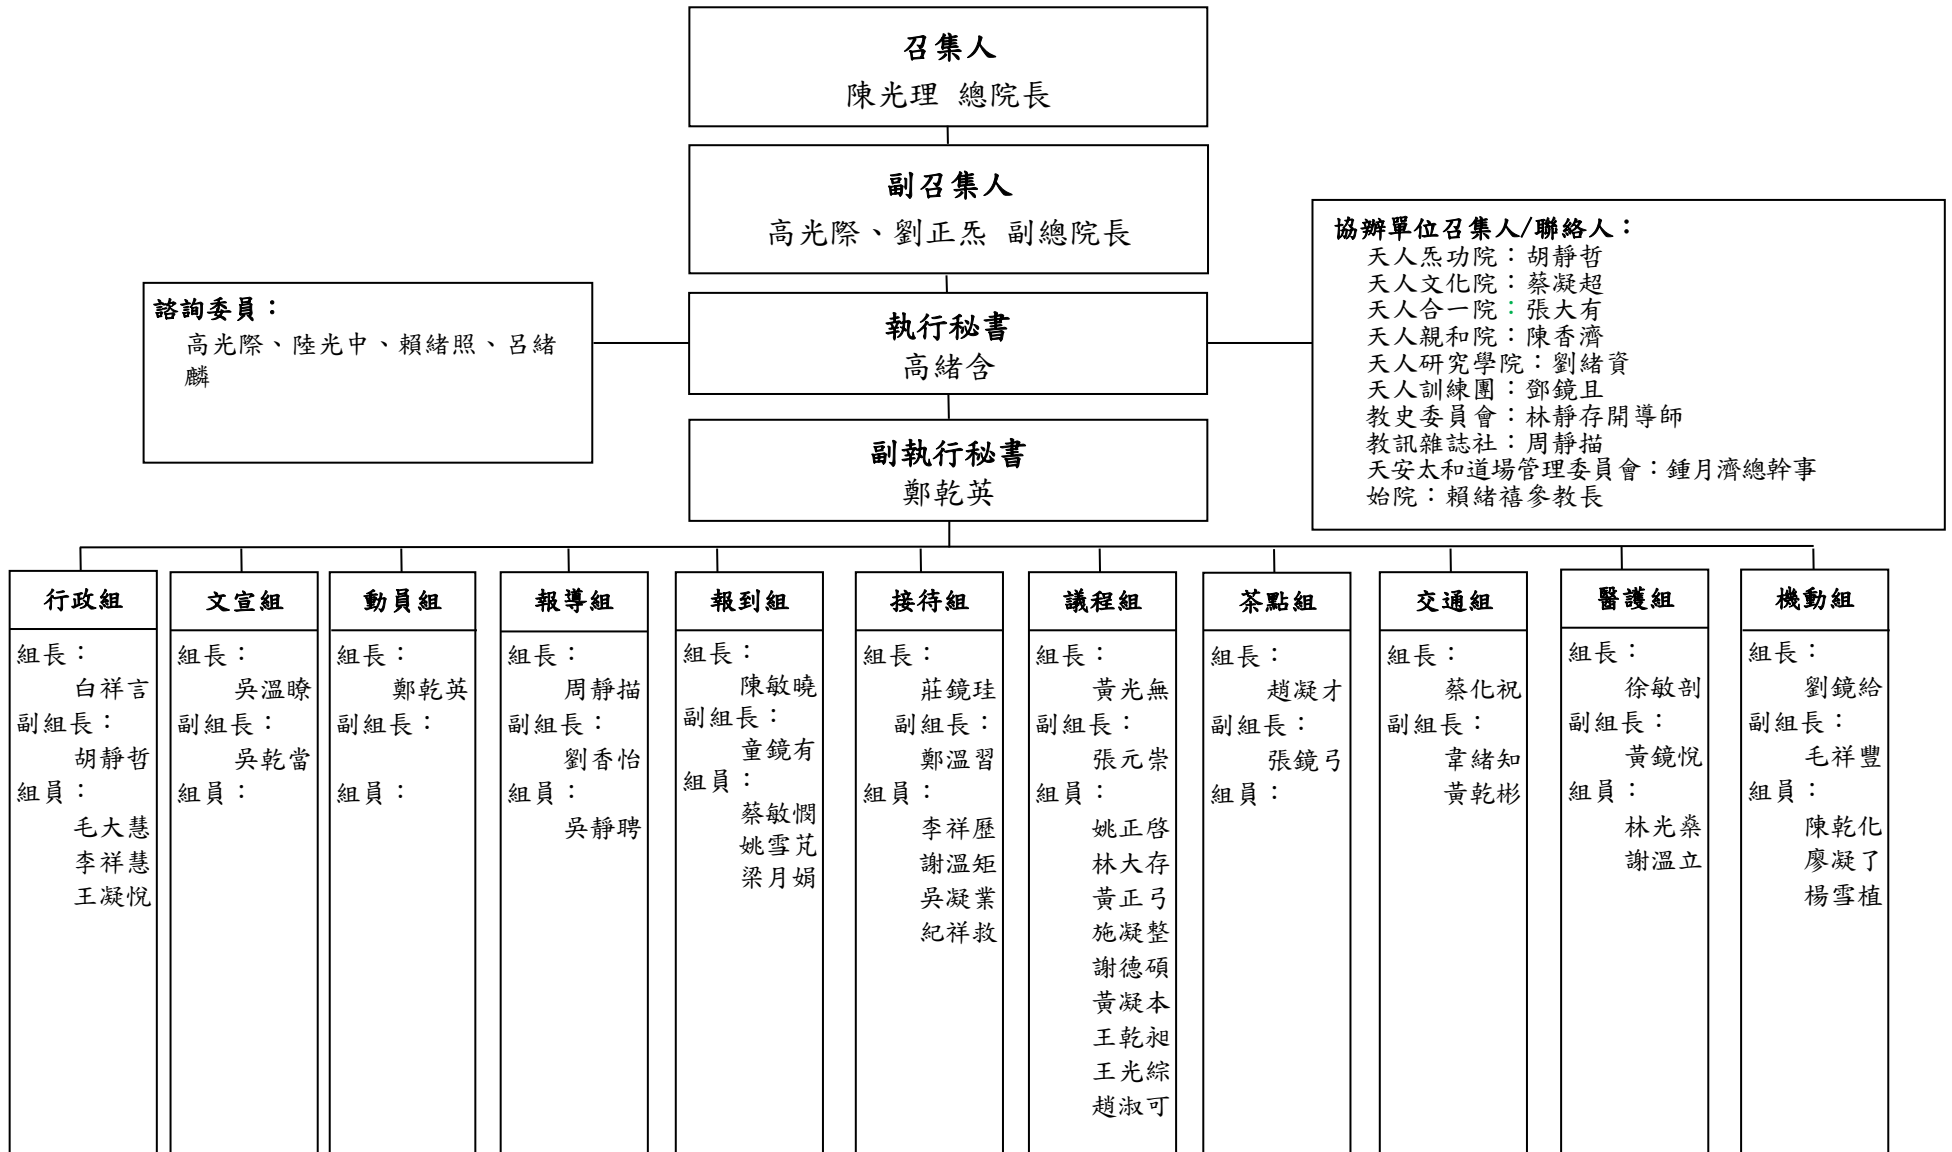 召集人
陳光理 總院長
副召集人
高光際、劉正炁 副總院長
諮詢委員：
高光際、陸光中、賴緒照、呂緒
麟
執行秘書
高緒含
協辦單位召集人/聯絡人：
天人炁功院：胡靜哲
天人文化院：蔡凝超
天人合一院：張大有
天人親和院：陳香濟
天人研究學院：劉緒資
天人訓練團：鄧鏡且
教史委員會：林靜存開導師
教訊雜誌社：周靜描
天安太和道場管理委員會：鍾月濟總幹事
始院：賴緒禧參教長
副執行秘書
鄭乾英
行政組
組長：
白祥言
副組長：
胡靜哲
組員：
毛大慧
李祥慧
王凝悅
文宣組
組長：
吳溫瞭
副組長：
吳乾當
組員：
動員組
組長：
鄭乾英
副組長：
組員：
報導組
組長：
周靜描
副組長：
劉香怡
組員：
吳靜聘
報到組
組長：
陳敏曉
副組長：
童鏡有
組員：
蔡敏憫
姚雪芃
梁月娟
接待組
組長：
莊鏡珪
副組長：
鄭溫習
組員：
李祥歷
謝溫矩
吳凝業
紀祥救
議程組
組長：
黃光無
副組長：
張元崇
組員：
姚正啓
林大存
黃正弓
施凝整
謝德碩
黃凝本
王乾昶
王光綜
趙淑可
茶點組
組長：
趙凝才
副組長：
張鏡弓
組員：
交通組
組長：
蔡化祝
副組長：
韋緒知
黃乾彬
醫護組
組長：
徐敏剖
副組長：
黃鏡悅
組員：
林光燊
謝溫立
機動組
組長：
劉鏡給
副組長：
毛祥豐
組員：
陳乾化
廖凝了
楊雪植